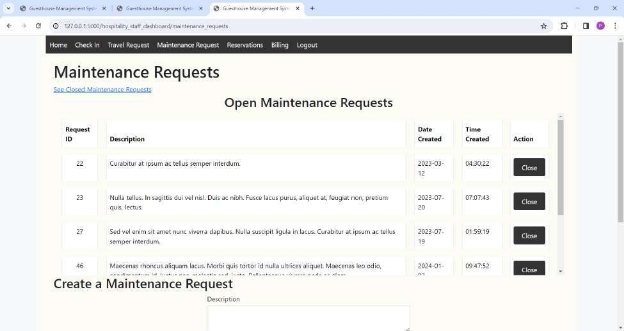 Guesthouse Management Syste
Guesthouse Management Syste
Guesthouse Management Syste
127.0.0.1:5000/hospitality_staff_dashboard/maintenance_requests
Home Check In Travel Request Maintenance Request Reservations Billing Logout
Maintenance Requests
See Closed Maintenance Requests
Open Maintenance Requests
Request ID Description Date Created Time Created Action
22 Curabitur at ipsum ac tellus semper interdum. 2023-03-12 04:30:22 Close
23 Nulla tellus. In sagittis dui vel nisl. Duis ac nibh. Fusce lacus purus, aliquet at, feugiat non, pretium
quis, lectus. 2023-07-20 07:07:43 Close
27 Sed vel enim sit amet nunc viverra dapibus. Nulla suscipit ligula in lacus. Curabitur at ipsum ac tellus
semper interdum. 2023-07-19 01:59:19 Close
46 Maecenas rhoncus aliquam lacus. Morbi quis tortor id nulla ultrices aliquet. Maecenas leo odio, 2024-01- 09:47:52 Close
Create a Maintenance Request
Description